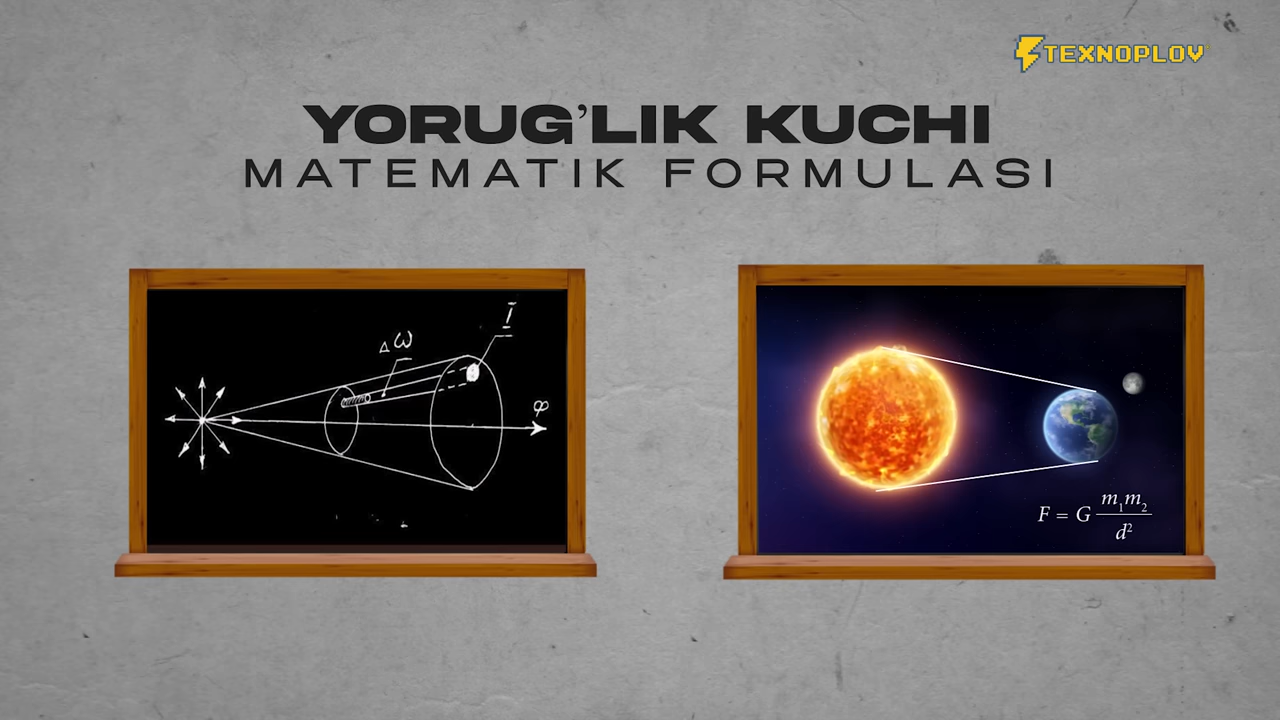 TEXNOPLOV
YORUG'LIK KUCHI
MATEMATIK FORMULASI
I
Δω
φ
F = G m₁m₂
d²